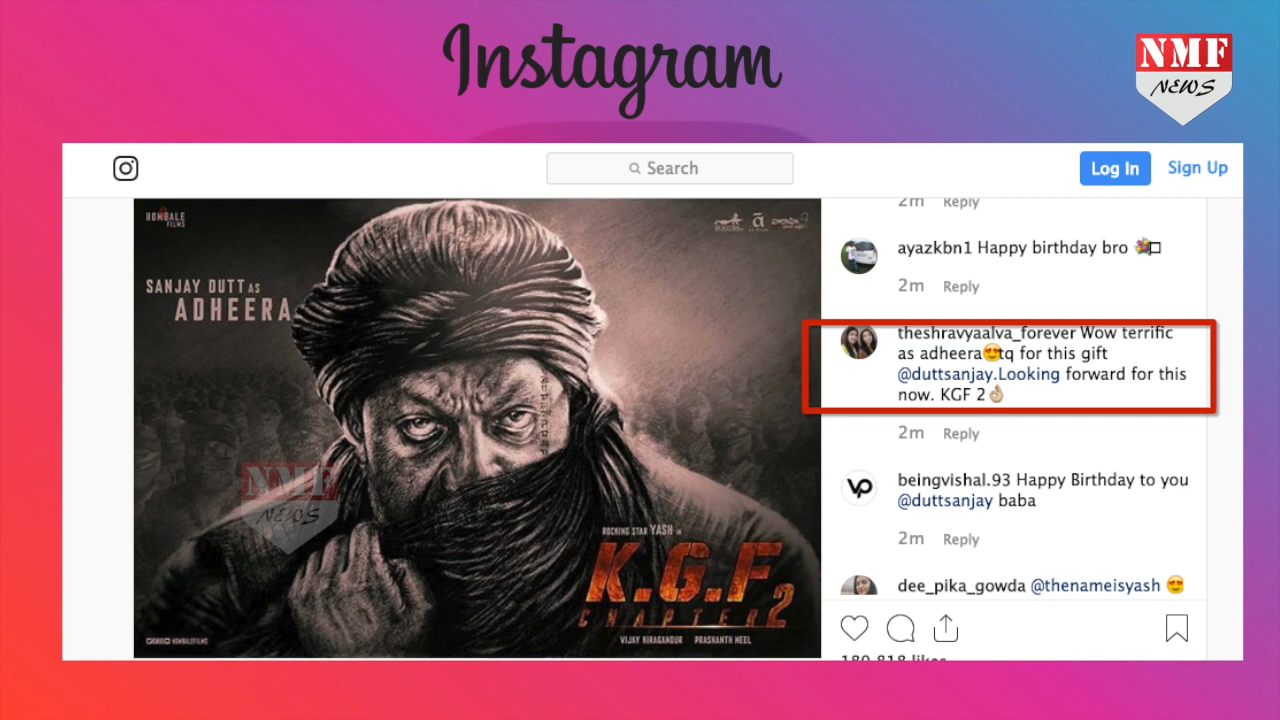 Instagram
NMF
NEWS
Search
Log In
Sign Up
HOMBALE
FILMS
SANJAY DUTT AS
ADHEERA
NMF
NEWS
ROCKING STAR YASH IN
K.G.F
CHAPTER 2
VIJAY KIRAGANDUR PRASHANTH NEEL
HOMBALEFILMS
2m Reply
ayazkbn1 Happy birthday bro 💐
2m Reply
theshravyaalva_forever Wow terrific
as adheera😍tq for this gift
@duttsanjay.Looking forward for this
now. KGF 2👌🏼
2m Reply
VP
beingvishal.93 Happy Birthday to you
@duttsanjay baba
2m Reply
dee_pika_gowda @thenameisyash 😍